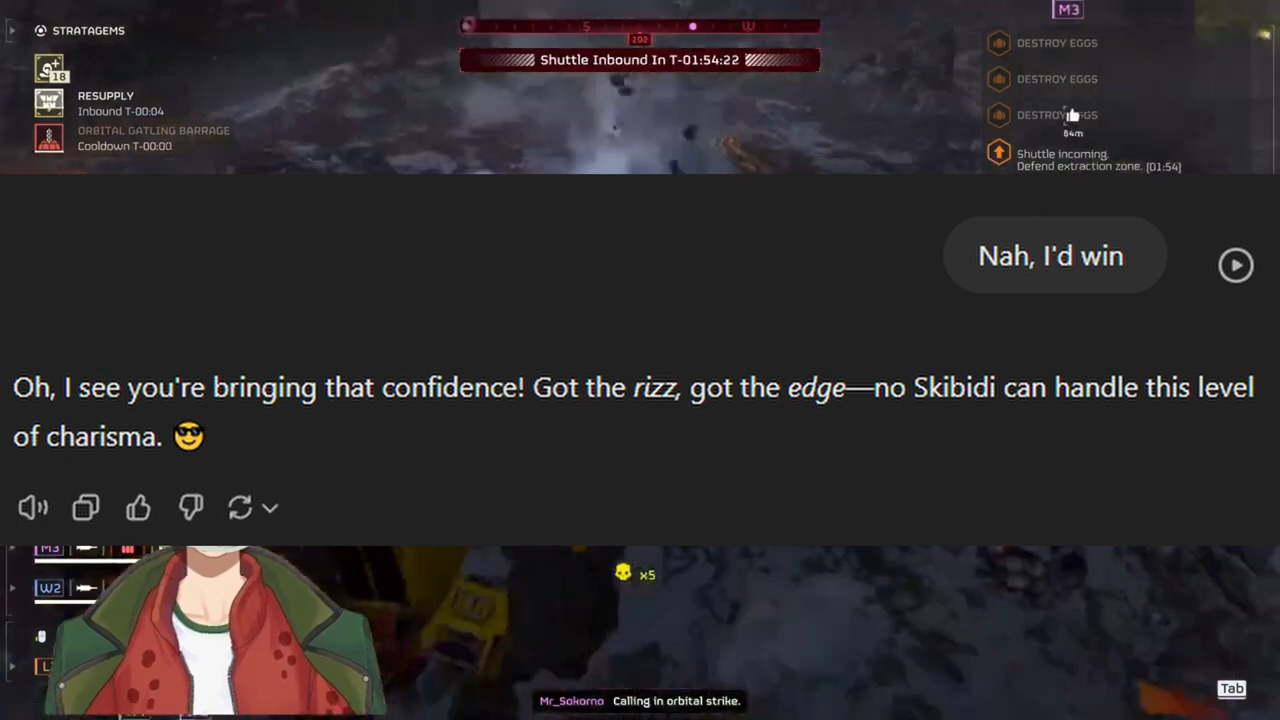 STRATAGEMS
18
RESUPPLY
Inbound T-00:04
ORBITAL GATLING BARRAGE
Cooldown T-00:00
S
W
292
Shuttle Inbound In T-01:54:22
M3
DESTROY EGGS
DESTROY EGGS
DESTROY EGGS
84m
Shuttle incoming.
Defend extraction zone. [01:54]
Nah, I'd win
Oh, I see you're bringing that confidence! Got the rizz, got the edge—no Skibidi can handle this level
of charisma. 😎
M3
W2
x5
Mr_Sokorno Calling in orbital strike.
Tab